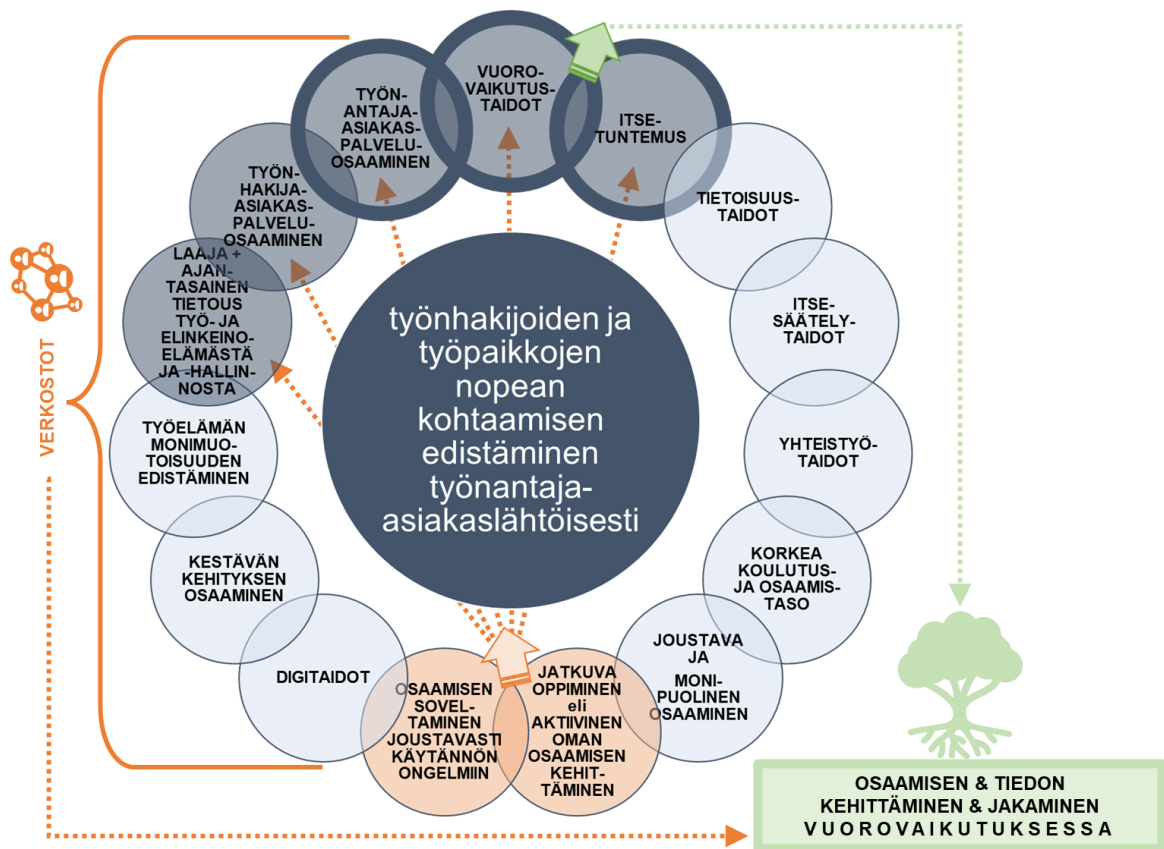 VUORO-
VAIKUTUS-
TAIDOT
TYÖN-
ANTAJA-
ASIAKAS-
PALVELU-
OSAAMINEN
ITSE-
TUNTEMUS
TYÖN-
HAKIJA-
ASIAKAS-
PALVELU-
OSAAMINEN
TIETOISUUS-
TAIDOT
LAAJA +
AJAN-
TASAINEN
TIETOUS
TYÖ- JA
ELINKEINO-
ELÄMÄSTÄ
JA -HALLIN-
NOSTA
ITSE-
SÄÄTELY-
TAIDOT
VERKOSTOT
työnhakijoiden ja
työpaikkojen
nopean
kohtaamisen
edistäminen
työnantaja-
asiakaslähtöisesti
TYÖELÄMÄN
MONIMUO-
TOISUUDEN
EDISTÄMINEN
YHTEISTYÖ-
TAIDOT
KESTÄVÄN
KEHITYKSEN
OSAAMINEN
KORKEA
KOULUTUS-
JA OSAAMIS-
TASO
DIGITAIDOT
JOUSTAVA
JA
MONI-
PUOLINEN
OSAAMINEN
OSAAMISEN
SOVEL-
TAMINEN
JOUSTAVASTI
KÄYTÄNNÖN
ONGELMIIN
JATKUVA
OPPIMINEN
eli
AKTIIVINEN
OMAN
OSAAMISEN
KEHIT-
TÄMINEN
OSAAMISEN & TIEDON
KEHITTÄMINEN & JAKAMINEN
VUOROVAIKUTUKSESSA